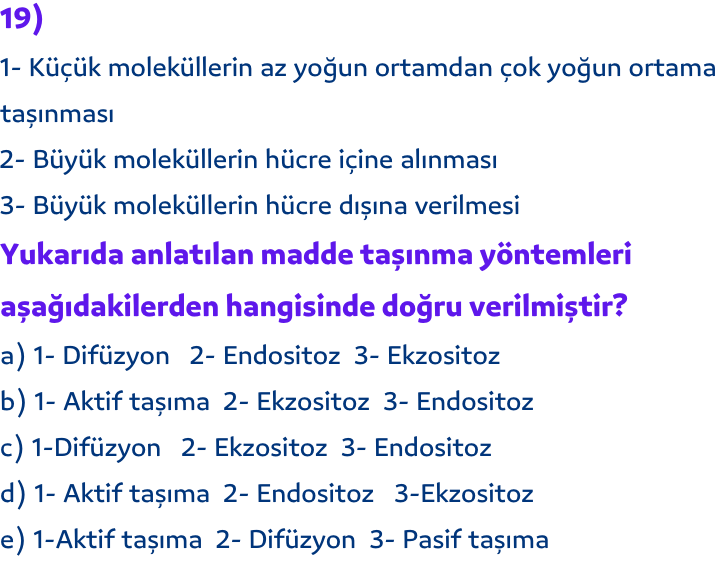 19)
1- Küçük moleküllerin az yoğun ortamdan çok yoğun ortama
taşınması
2- Büyük moleküllerin hücre içine alınması
3- Büyük moleküllerin hücre dışına verilmesi
Yukarıda anlatılan madde taşınma yöntemleri
aşağıdakilerden hangisinde doğru verilmiştir?
a) 1- Difüzyon 2- Endositoz 3- Ekzositoz
b) 1- Aktif taşıma 2- Ekzositoz 3- Endositoz
c) 1-Difüzyon 2- Ekzositoz 3- Endositoz
d) 1- Aktif taşıma 2- Endositoz 3-Ekzositoz
e) 1-Aktif taşıma 2- Difüzyon 3- Pasif taşıma